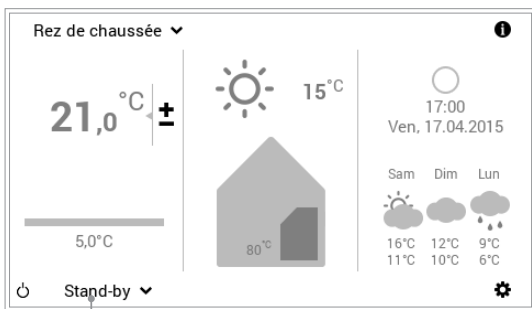 Rez de chaussée
21,0 °C ±
5,0°C
Stand-by
15°C
80°C
17:00
Ven, 17.04.2015
Sam Dim Lun
16°C 12°C 9°C
11°C 10°C 6°C